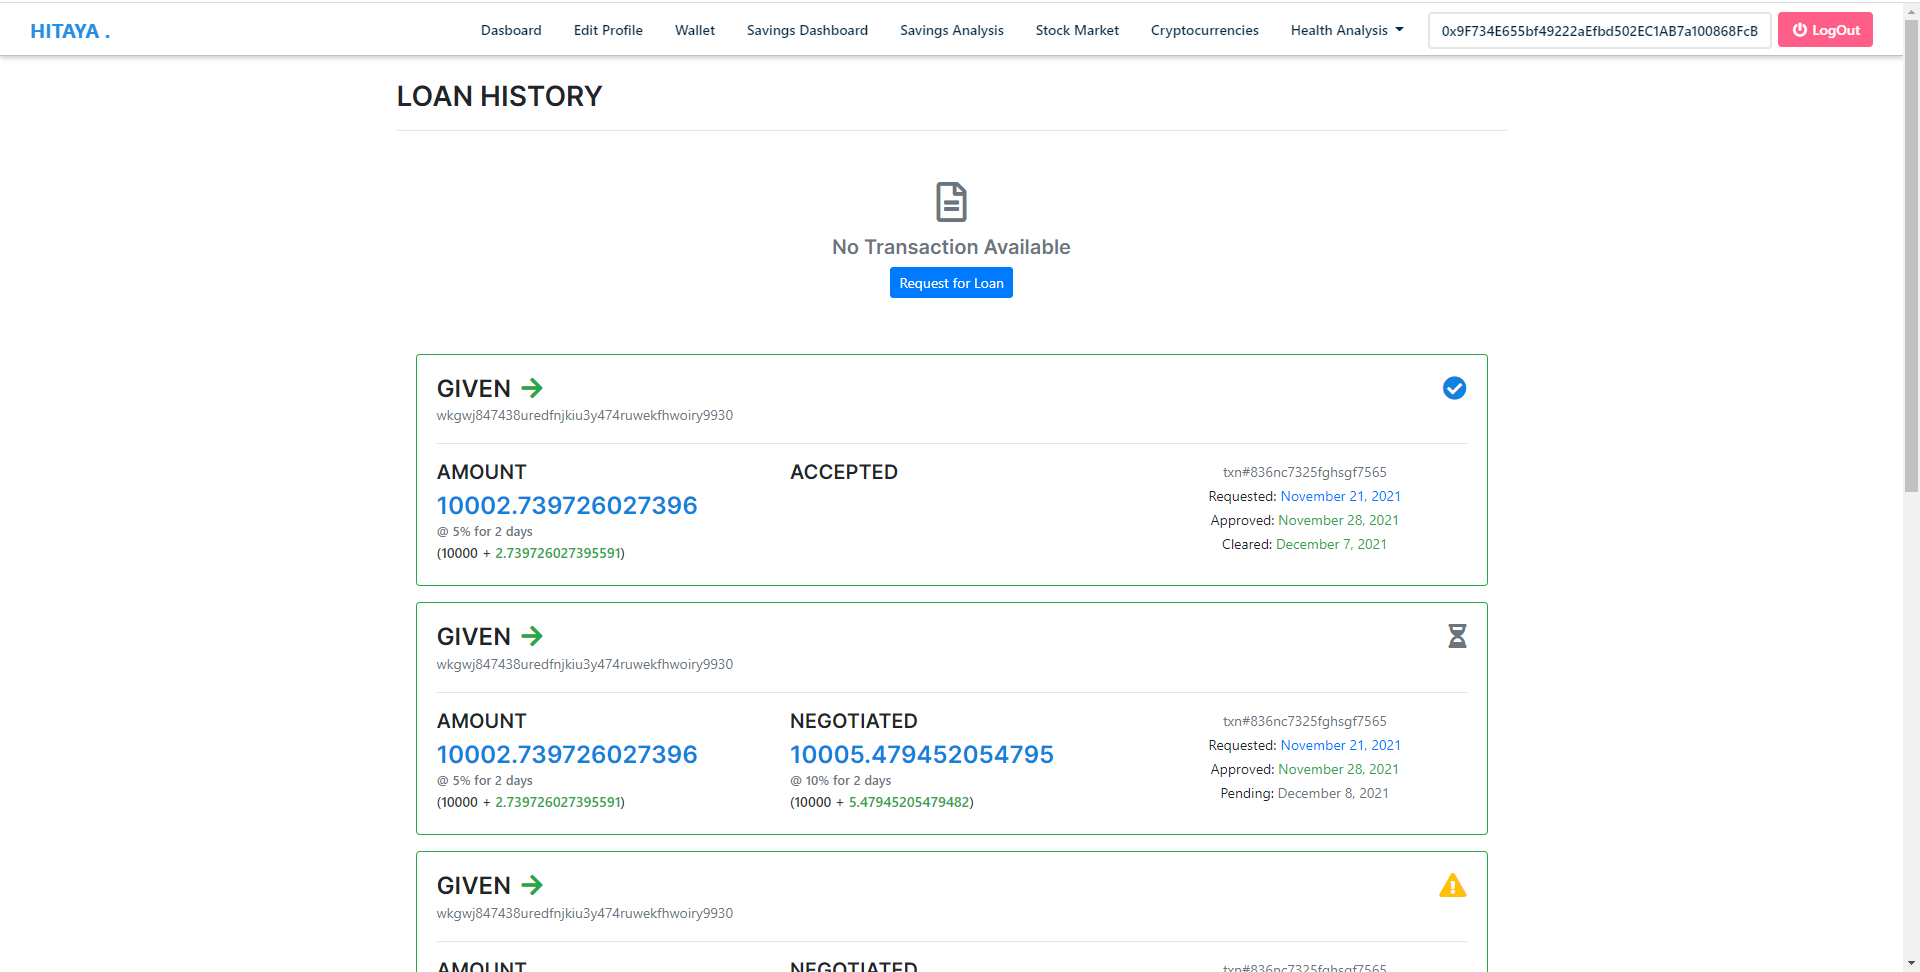 HITAYA .
Dasboard Edit Profile Wallet Savings Dashboard Savings Analysis Stock Market Cryptocurrencies Health Analysis 0x9F734E655bf49222aEfbd502EC1AB7a100868FcB LogOut
LOAN HISTORY
No Transaction Available
Request for Loan
GIVEN
wkgwj847438uredfnjkiu3y474ruwekfhwoiry9930
AMOUNT
10002.739726027396
@ 5% for 2 days
(10000 + 2.739726027395591)
ACCEPTED
txn#836nc7325fghsgf7565
Requested: November 21, 2021
Approved: November 28, 2021
Cleared: December 7, 2021
GIVEN
wkgwj847438uredfnjkiu3y474ruwekfhwoiry9930
AMOUNT
10002.739726027396
@ 5% for 2 days
(10000 + 2.739726027395591)
NEGOTIATED
10005.479452054795
@ 10% for 2 days
(10000 + 5.47945205479482)
txn#836nc7325fghsgf7565
Requested: November 21, 2021
Approved: November 28, 2021
Pending: December 8, 2021
GIVEN
wkgwj847438uredfnjkiu3y474ruwekfhwoiry9930
AMOUNT
NEGOTIATED
txn#836nc7325fghsgf7565